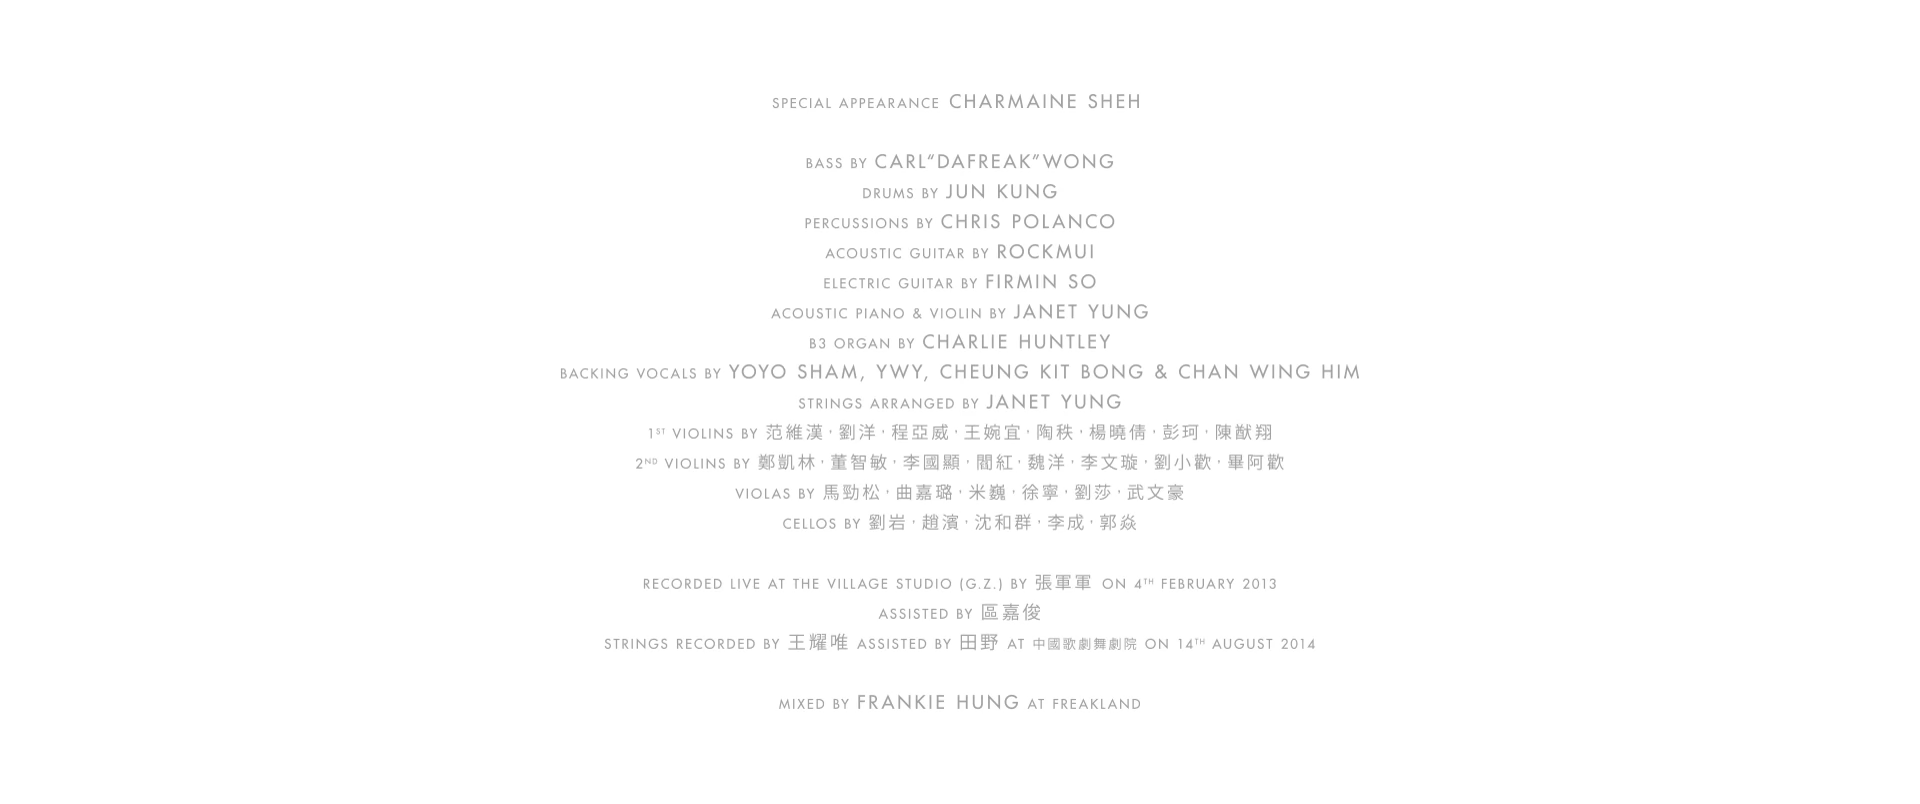 SPECIAL APPEARANCE CHARMAINE SHEH
BASS BY CARL“DAFREAK”WONG
DRUMS BY JUN KUNG
PERCUSSIONS BY CHRIS POLANCO
ACOUSTIC GUITAR BY ROCKMUI
ELECTRIC GUITAR BY FIRMIN SO
ACOUSTIC PIANO & VIOLIN BY JANET YUNG
B3 ORGAN BY CHARLIE HUNTLEY
BACKING VOCALS BY YOYO SHAM, YWY, CHEUNG KIT BONG & CHAN WING HIM
STRINGS ARRANGED BY JANET YUNG
1ST VIOLINS BY 范維漢,劉洋,程亞威,王婉宜,陶秩,楊曉倩,彭珂,陳猷翔
2ND VIOLINS BY 鄭凱林,董智敏,李國顯,閻紅,魏洋,李文璇,劉小歡,畢阿歡
VIOLAS BY 馬勁松,曲嘉璐,米巍,徐寧,劉莎,武文豪
CELLOS BY 劉岩,趙濱,沈和群,李成,郭焱
RECORDED LIVE AT THE VILLAGE STUDIO (G.Z.) BY 張軍軍 ON 4TH FEBRUARY 2013
ASSISTED BY 區嘉俊
STRINGS RECORDED BY 王耀唯 ASSISTED BY 田野 AT 中國歌劇舞劇院 ON 14TH AUGUST 2014
MIXED BY FRANKIE HUNG AT FREAKLAND